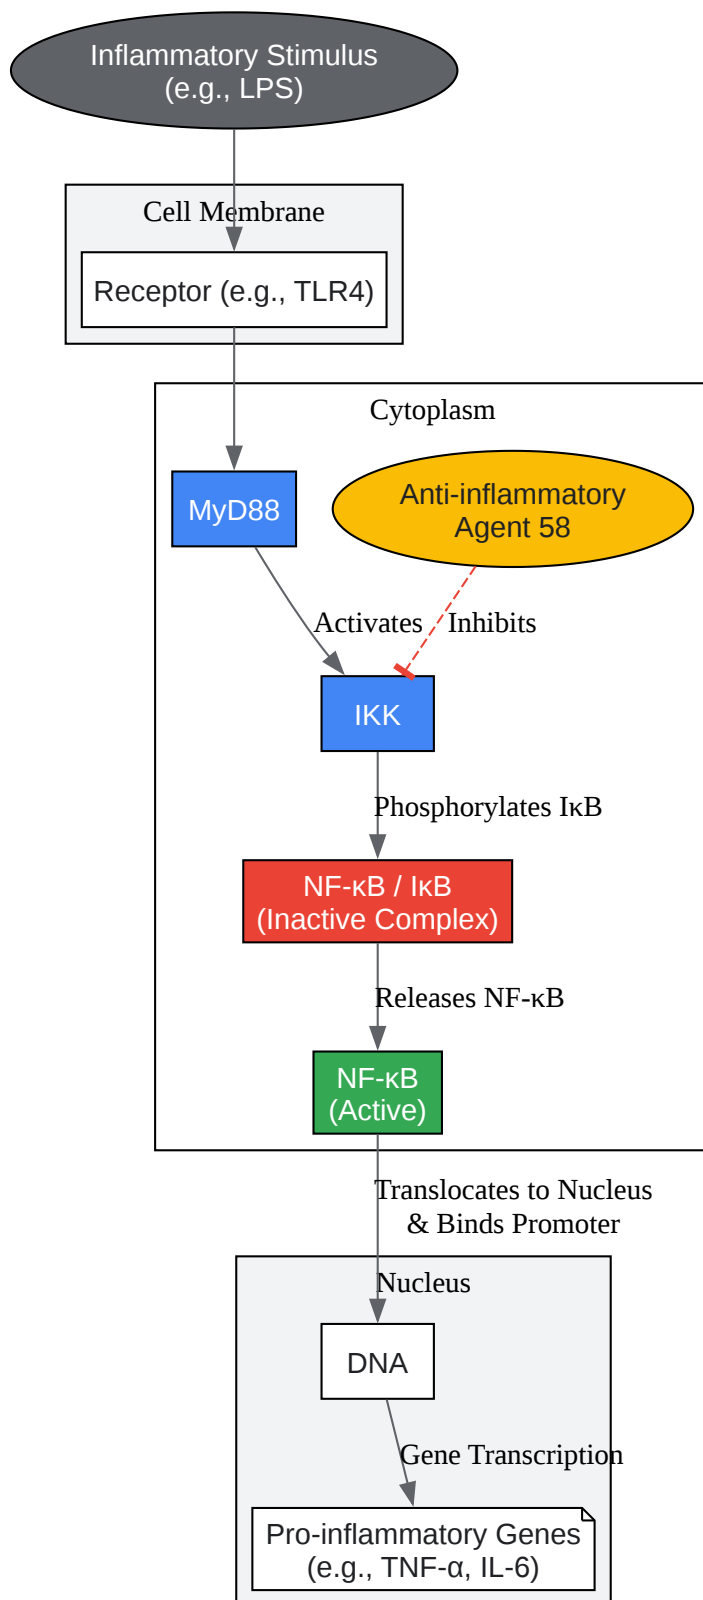 Inflammatory Stimulus
(e.g., LPS)
Cell Membrane
Receptor (e.g., TLR4)
Cytoplasm
MyD88
Anti-inflammatory
Agent 58
Activates
Inhibits
IKK
Phosphorylates IκB
NF-κB / IκB
(Inactive Complex)
Releases NF-κB
NF-κB
(Active)
Translocates to Nucleus
& Binds Promoter
Nucleus
DNA
Gene Transcription
Pro-inflammatory Genes
(e.g., TNF-α, IL-6)